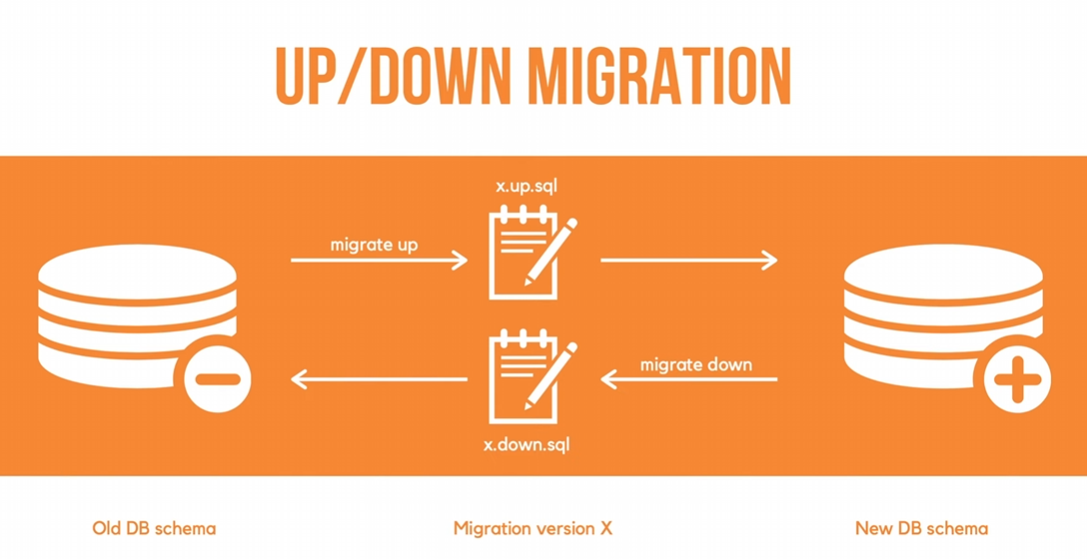 UP/DOWN MIGRATION
x.up.sql
migrate up
migrate down
x.down.sql
Old DB schema
Migration version X
New DB schema